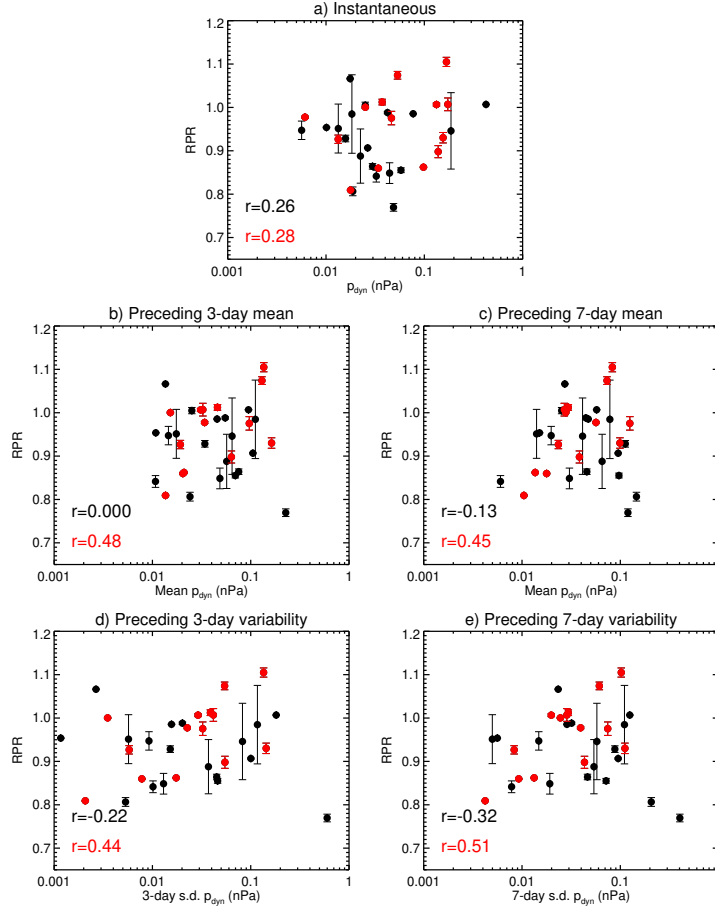 a) Instantaneous
1.2
1.1
1.0
0.9
0.8
0.7
RPR
r=0.26
r=0.28
0.001
0.01
0.1
1
p_dyn (nPa)
b) Preceding 3-day mean
1.2
1.1
1.0
0.9
0.8
0.7
0.6
RPR
r=0.000
r=0.48
0.001
0.01
0.1
1
Mean p_dyn (nPa)
c) Preceding 7-day mean
1.2
1.1
1.0
0.9
0.8
0.7
0.6
RPR
r=-0.13
r=0.45
0.001
0.01
0.1
Mean p_dyn (nPa)
d) Preceding 3-day variability
1.2
1.1
1.0
0.9
0.8
0.7
RPR
r=-0.22
r=0.44
0.001
0.01
0.1
1
3-day s.d. p_dyn (nPa)
e) Preceding 7-day variability
1.2
1.1
1.0
0.9
0.8
0.7
RPR
r=-0.32
r=0.51
0.001
0.01
0.1
7-day s.d. p_dyn (nPa)